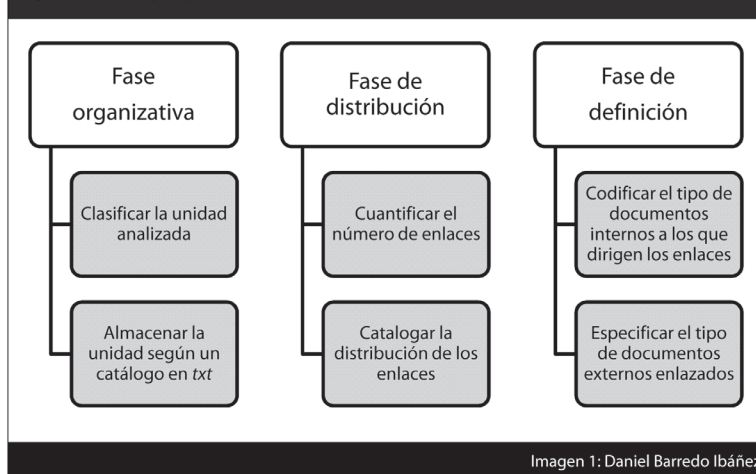 Fase
organizativa
Clasificar la unidad
analizada
Almacenar la
unidad según un
catálogo en txt
Fase de
distribución
Cuantificar el
número de enlaces
Catalogar la
distribución de los
enlaces
Fase de
definición
Codificar el tipo de
documentos
internos a los que
dirigen los enlaces
Especificar el tipo
de documentos
externos enlazados
Imagen 1: Daniel Barredo